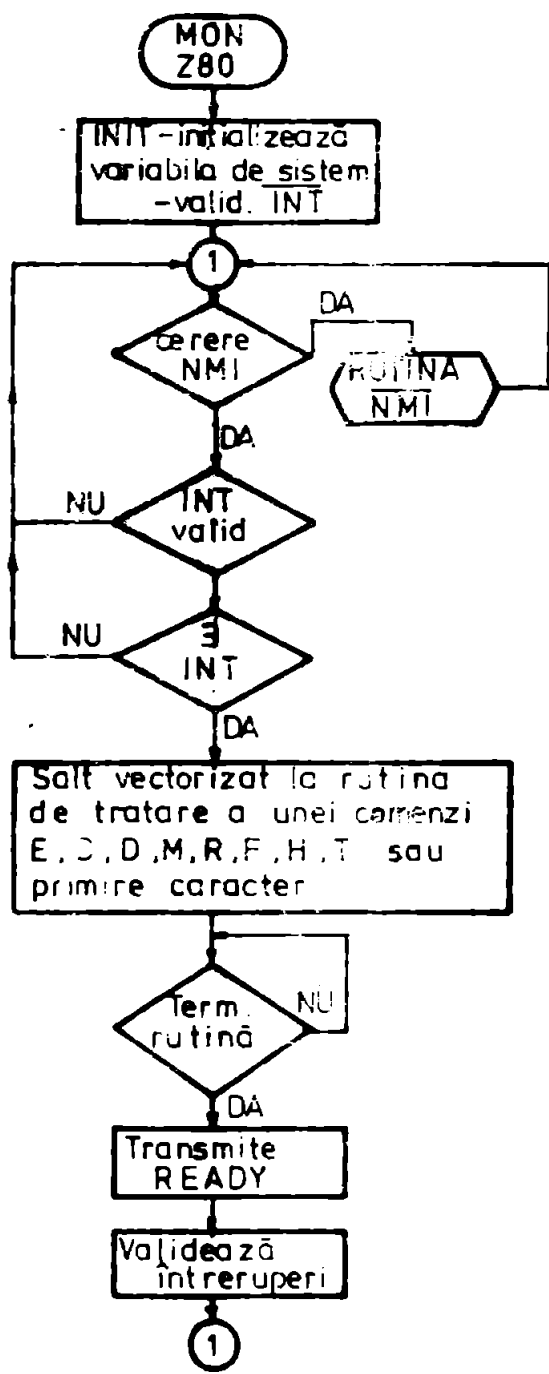 MON
Z80
INIT-inițializează
variabila de sistem
-valid. INT
1
cerere
NMI
DA
RUTINA
NMI
DA
INT
valid
NU
∃
INT
NU
DA
Salt vectorizat la rutina
de tratare a unei comenzi
E, D, M, R, F, H, T sau
primire caracter
Term.
rutină
NU
DA
Transmite
READY
Validează
întreruperi
1